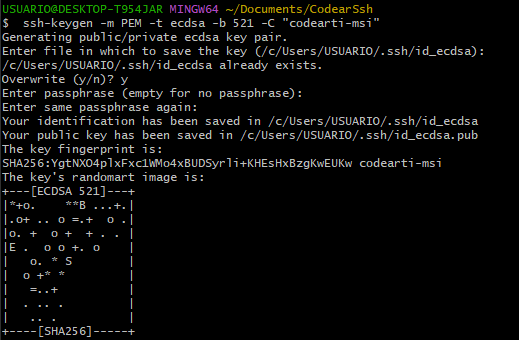 USUARIO@DESKTOP-T954JAR MINGW64 ~/Documents/CodearSsh
$  ssh-keygen -m PEM -t ecdsa -b 521 -C "codearti-msi"
Generating public/private ecdsa key pair.
Enter file in which to save the key (/c/Users/USUARIO/.ssh/id_ecdsa):
/c/Users/USUARIO/.ssh/id_ecdsa already exists.
Overwrite (y/n)? y
Enter passphrase (empty for no passphrase):
Enter same passphrase again:
Your identification has been saved in /c/Users/USUARIO/.ssh/id_ecdsa
Your public key has been saved in /c/Users/USUARIO/.ssh/id_ecdsa.pub
The key fingerprint is:
SHA256:YgtNXO4plxFxc1WMo4xBUDSyrli+KHEsHxBzgKwEUKw codearti-msi
The key's randomart image is:
+---[ECDSA 521]---+
|*+o.    **B ...+.|
|.o+ .. o =.+  o .|
|o. +  o +  + . . |
|E .  o o +. o    |
|   o. * S        |
|  o +* *         |
|   =..+          |
|  . .. .         |
|   .. .          |
+----[SHA256]-----+